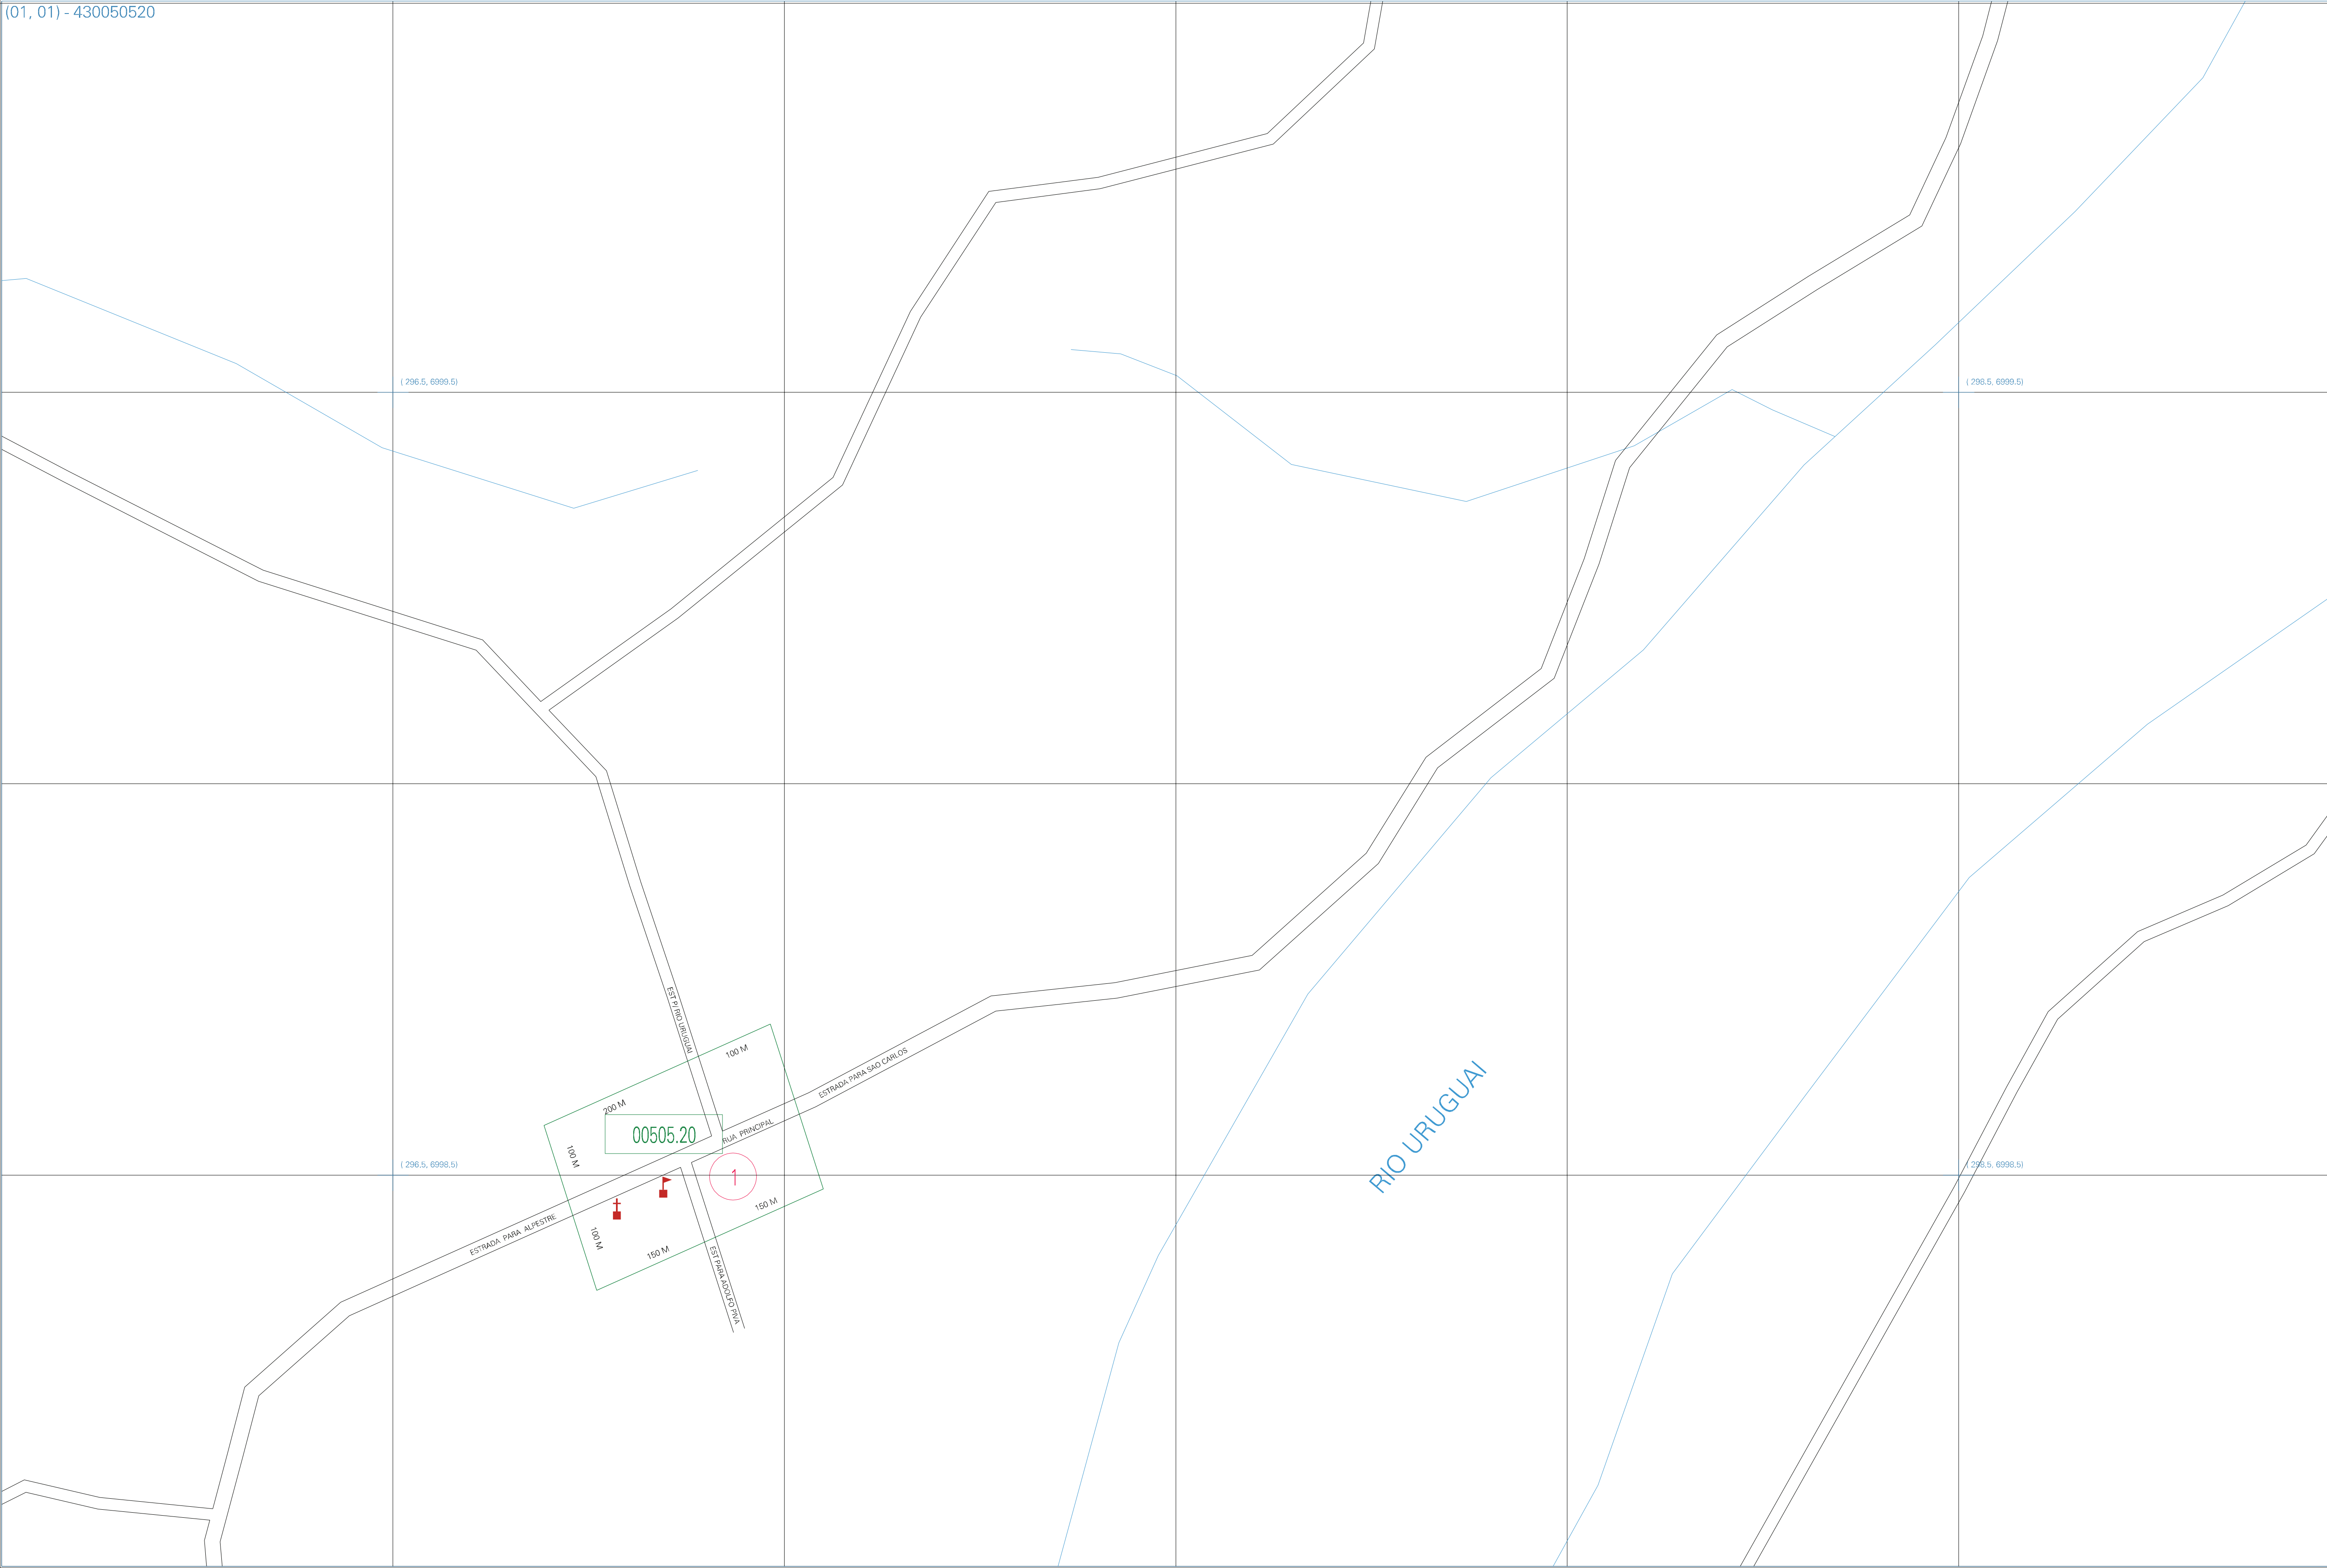 (01, 01) - 430050520
( 296.5, 6999.5)
( 298.5, 6999.5)
EST P/ RIO URUGUAI
100 M
ESTRADA PARA SAO CARLOS
RIO URUGUAI
200 M
00505.20
RUA PRINCIPAL
100 M
( 296.5, 6998.5)
1
( 298.5, 6998.5)
150 M
ESTRADA PARA ALPESTRE
100 M
150 M
EST PARA ADOLFO PIVA